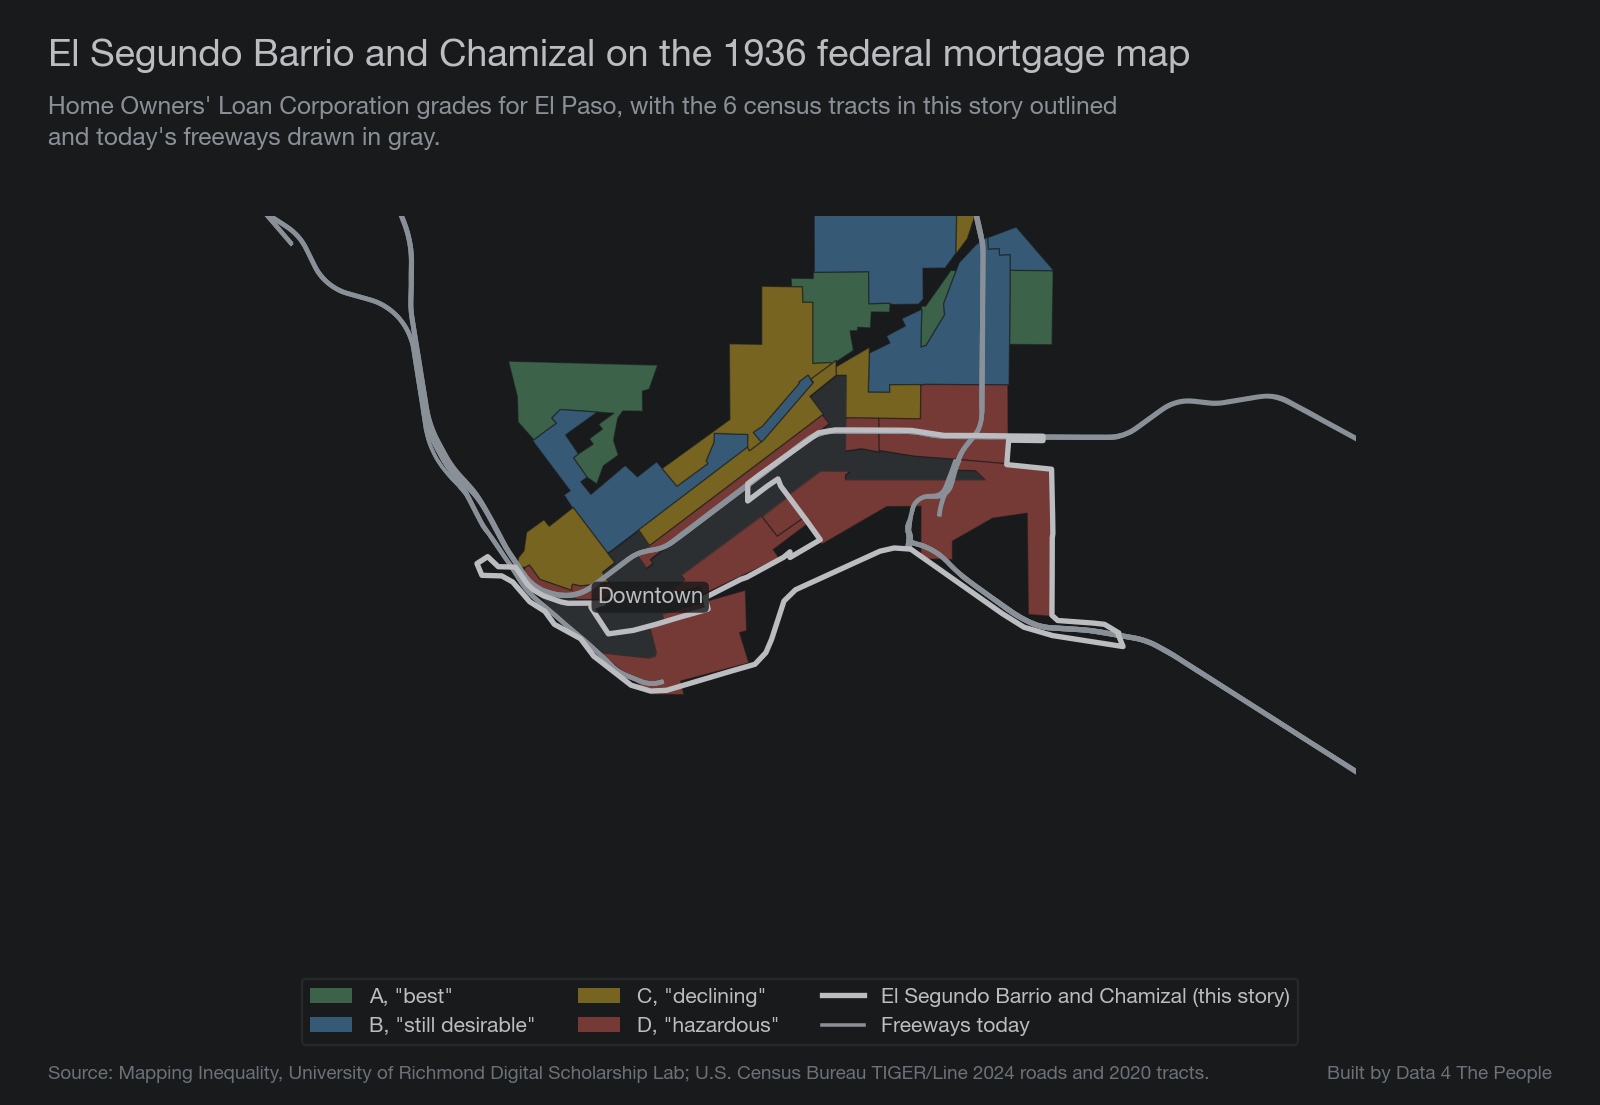 El Segundo Barrio and Chamizal on the 1936 federal mortgage map
Home Owners' Loan Corporation grades for El Paso, with the 6 census tracts in this story outlined
and today's freeways drawn in gray.
Downtown
A, "best"
B, "still desirable"
C, "declining"
D, "hazardous"
El Segundo Barrio and Chamizal (this story)
Freeways today
Source: Mapping Inequality, University of Richmond Digital Scholarship Lab; U.S. Census Bureau TIGER/Line 2024 roads and 2020 tracts.
Built by Data 4 The People